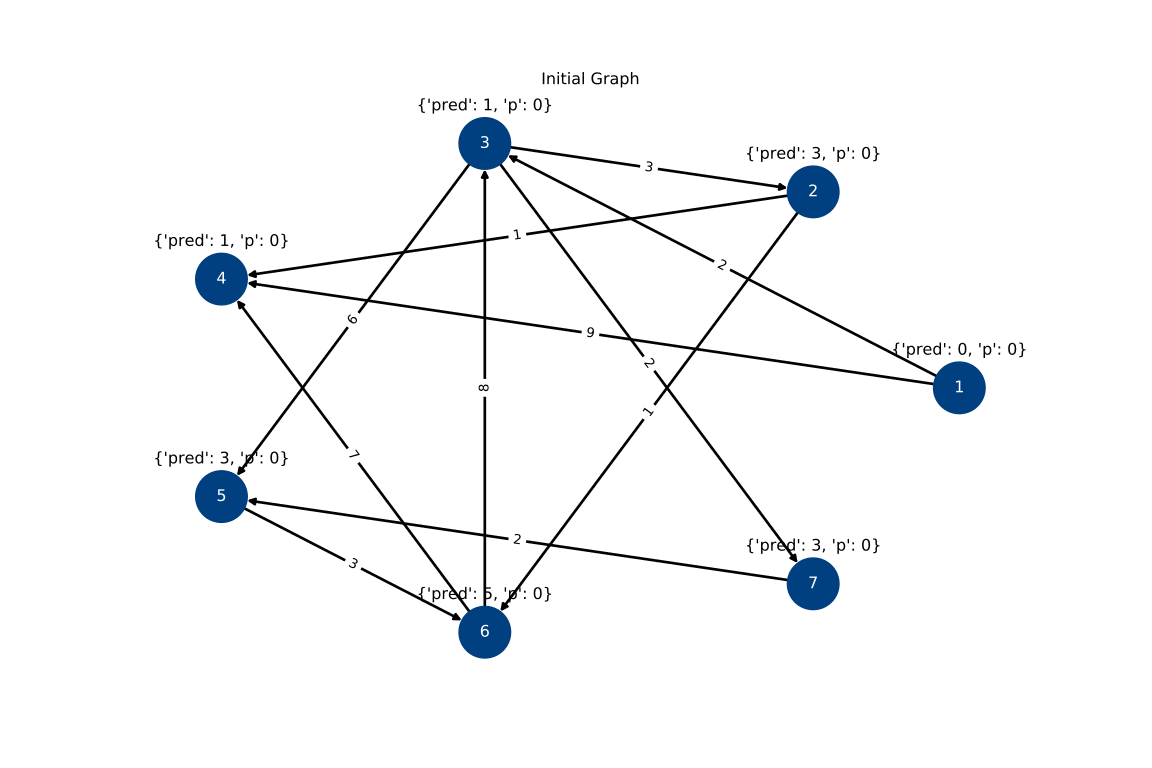 Initial Graph
{'pred': 1, 'p': 0}
3
{'pred': 3, 'p': 0}
2
3
1
{'pred': 1, 'p': 0}
4
2
6
9
{'pred': 0, 'p': 0}
1
2
8
1
{'pred': 3, 'p': 0}
5
7
2
{'pred': 3, 'p': 0}
7
3
{'pred': 5, 'p': 0}
6